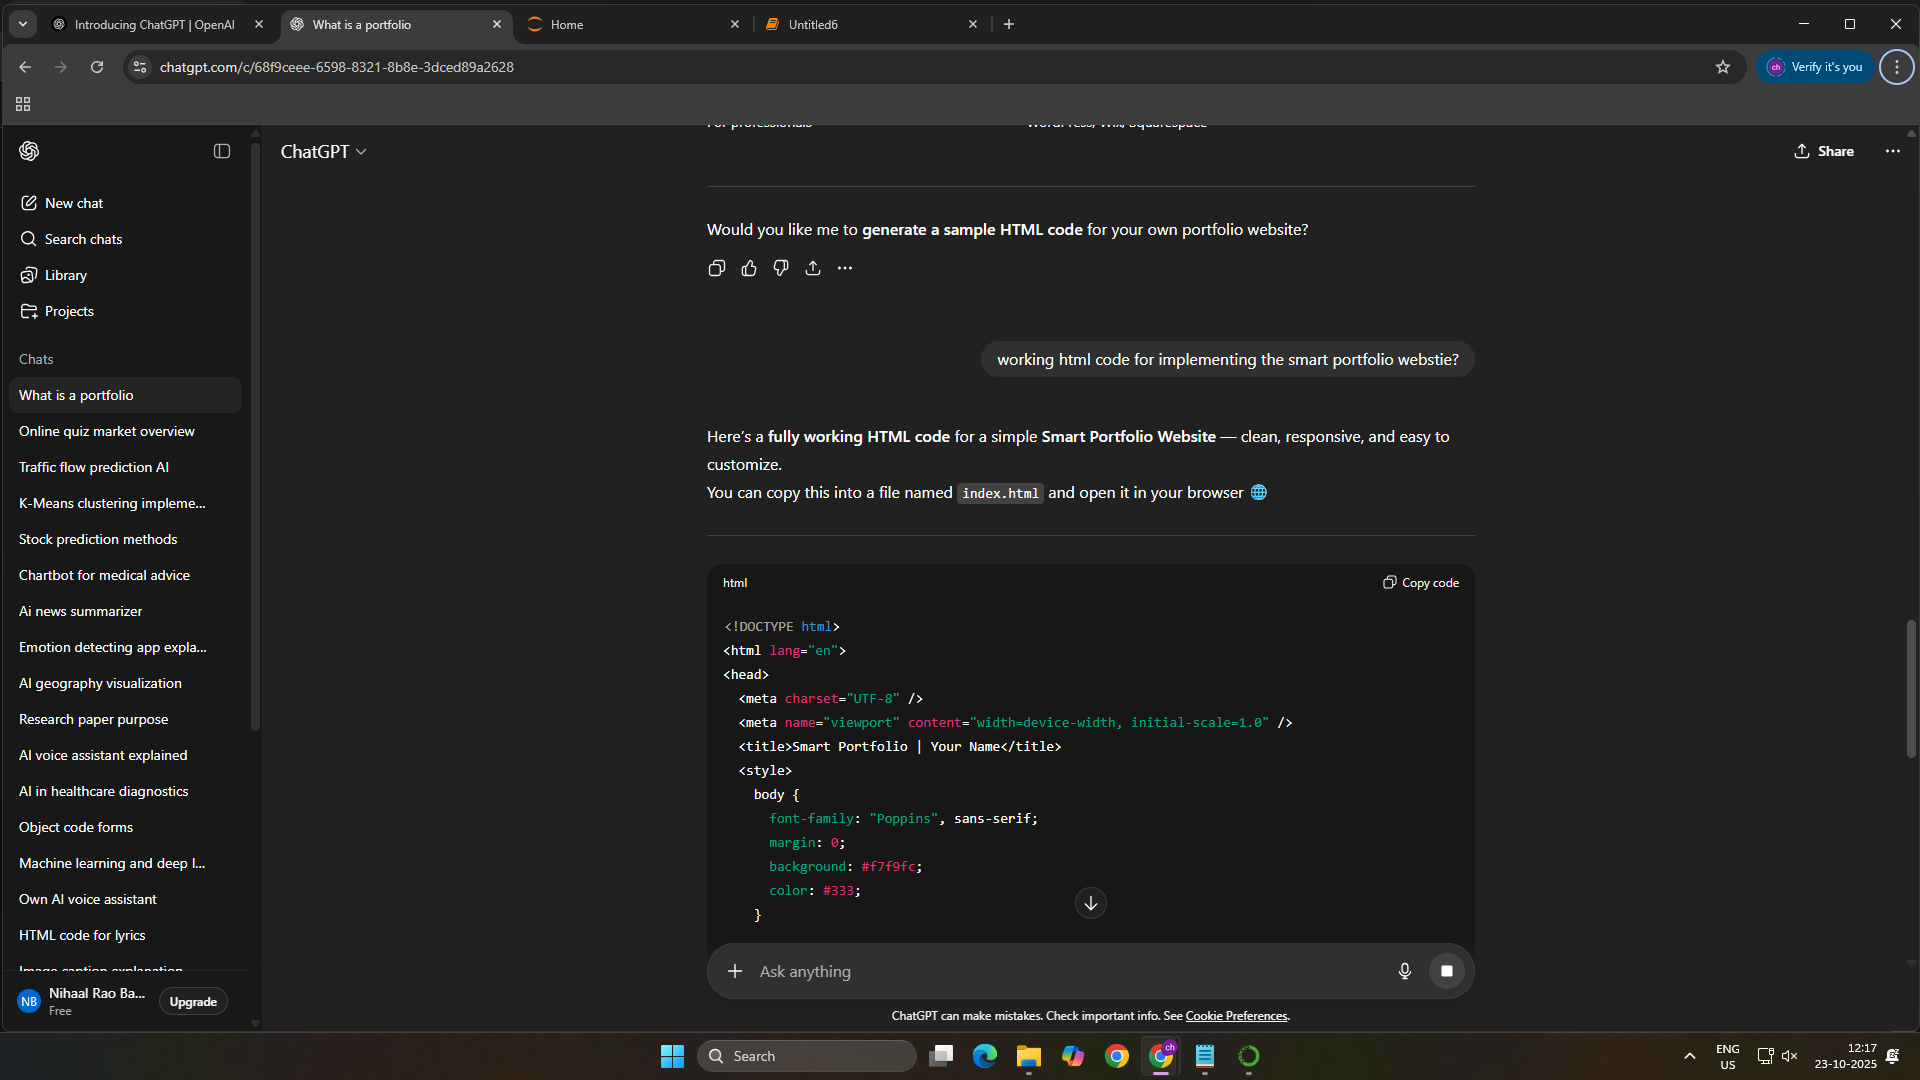 Introducing ChatGPT | OpenAI
What is a portfolio
Home
Untitled6
chatgpt.com/c/68f9ceee-6598-8321-8b8e-3dced89a2628
ch
Verify it's you
ChatGPT
Share
New chat
Search chats
Library
Projects
Chats
What is a portfolio
Online quiz market overview
Traffic flow prediction AI
K-Means clustering impleme...
Stock prediction methods
Chartbot for medical advice
Ai news summarizer
Emotion detecting app expla...
AI geography visualization
Research paper purpose
AI voice assistant explained
AI in healthcare diagnostics
Object code forms
Machine learning and deep l...
Own AI voice assistant
HTML code for lyrics
Image caption explanation
NB
Nihaal Rao Ba...
Free
Upgrade
For professionals WordPress, Wix, Squarespace
Would you like me to generate a sample HTML code for your own portfolio website?
working html code for implementing the smart portfolio webstie?
Here's a fully working HTML code for a simple Smart Portfolio Website — clean, responsive, and easy to
customize.
You can copy this into a file named index.html and open it in your browser
html
Copy code
<!DOCTYPE html>
<html lang="en">
<head>
<meta charset="UTF-8" />
<meta name="viewport" content="width=device-width, initial-scale=1.0" />
<title>Smart Portfolio | Your Name</title>
<style>
body {
font-family: "Poppins", sans-serif;
margin: 0;
background: #f7f9fc;
color: #333;
}
Ask anything
ChatGPT can make mistakes. Check important info. See Cookie Preferences.
Search
ch
ENG
US
12:17
23-10-2025